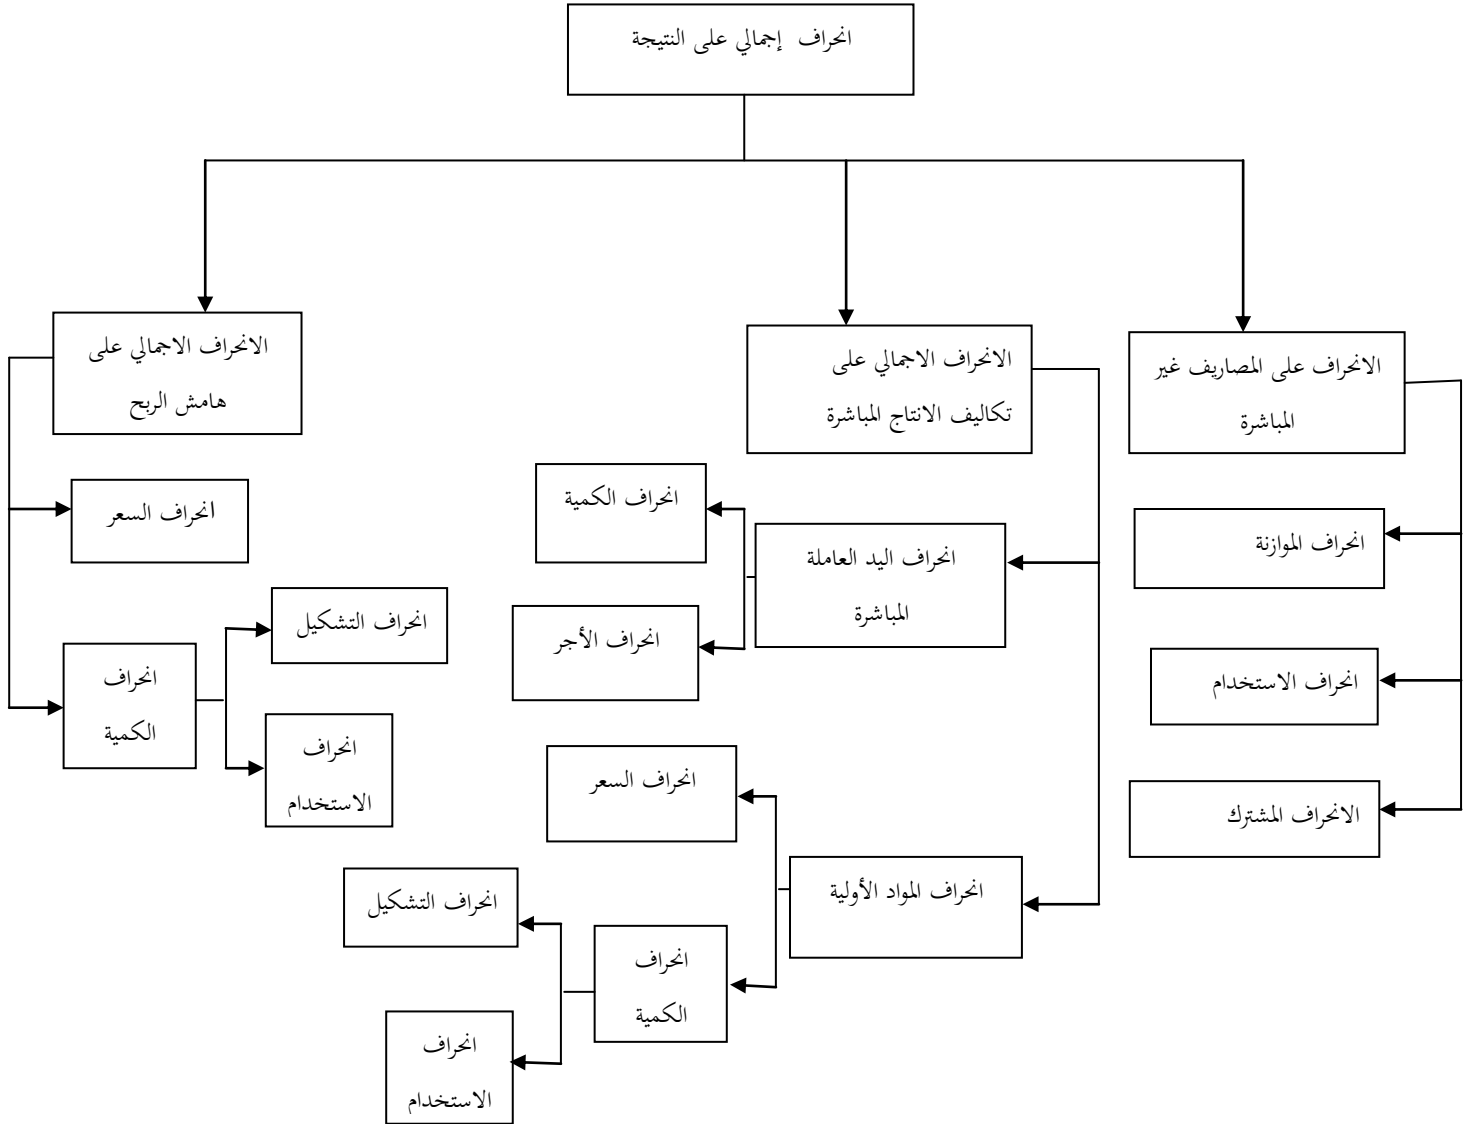 انحراف إجمالي على النتيجة
الانحراف على المصاريف غير
المباشرة
انحراف الموازنة
انحراف الاستخدام
الانحراف المشترك
الانحراف الاجمالي على
تكاليف الانتاج المباشرة
انحراف اليد العاملة
المباشرة
انحراف الكمية
انحراف الأجر
انحراف المواد الأولية
انحراف السعر
انحراف
الكمية
انحراف التشكيل
انحراف
الاستخدام
الانحراف الاجمالي على
هامش الربح
انحراف السعر
انحراف
الكمية
انحراف التشكيل
انحراف
الاستخدام